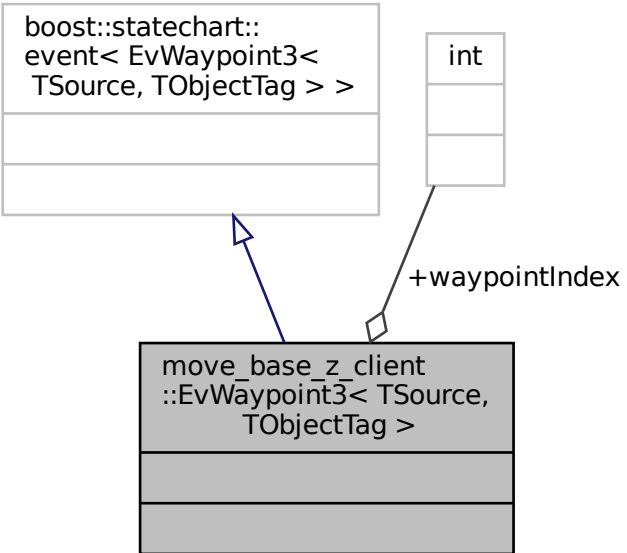 boost::statechart::
event< EvWaypoint3<
TSource, TObjectTag > >
int
+waypointIndex
move_base_z_client
::EvWaypoint3< TSource,
TObjectTag >